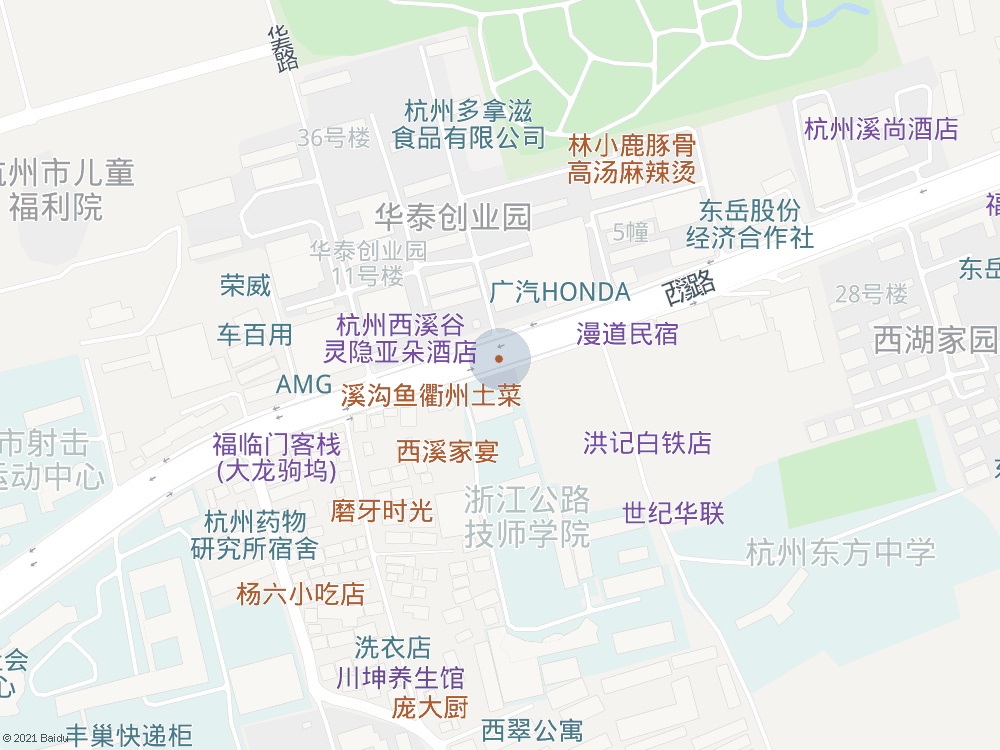 华泰路
杭州多拿滋
食品有限公司
36号楼
林小鹿豚骨
高汤麻辣烫
杭州溪尚酒店
杭州市儿童
福利院
华泰创业园
5幢
东岳股份
经济合作社
福
华泰创业园
11号楼
东岳
荣威
广汽HONDA
西溪路
28号楼
车百用
杭州西溪谷
灵隐亚朵酒店
漫道民宿
西湖家园
AMG
溪沟鱼衢州土菜
市射击
运动中心
福临门客栈
(大龙驹坞)
西溪家宴
洪记白铁店
磨牙时光
浙江公路
技师学院
世纪华联
杭州药物
研究所宿舍
杭州东方中学
杨六小吃店
洗衣店
社会
心
川坤养生馆
庞大厨
西翠公寓
丰巢快递柜
© 2021 Baidu